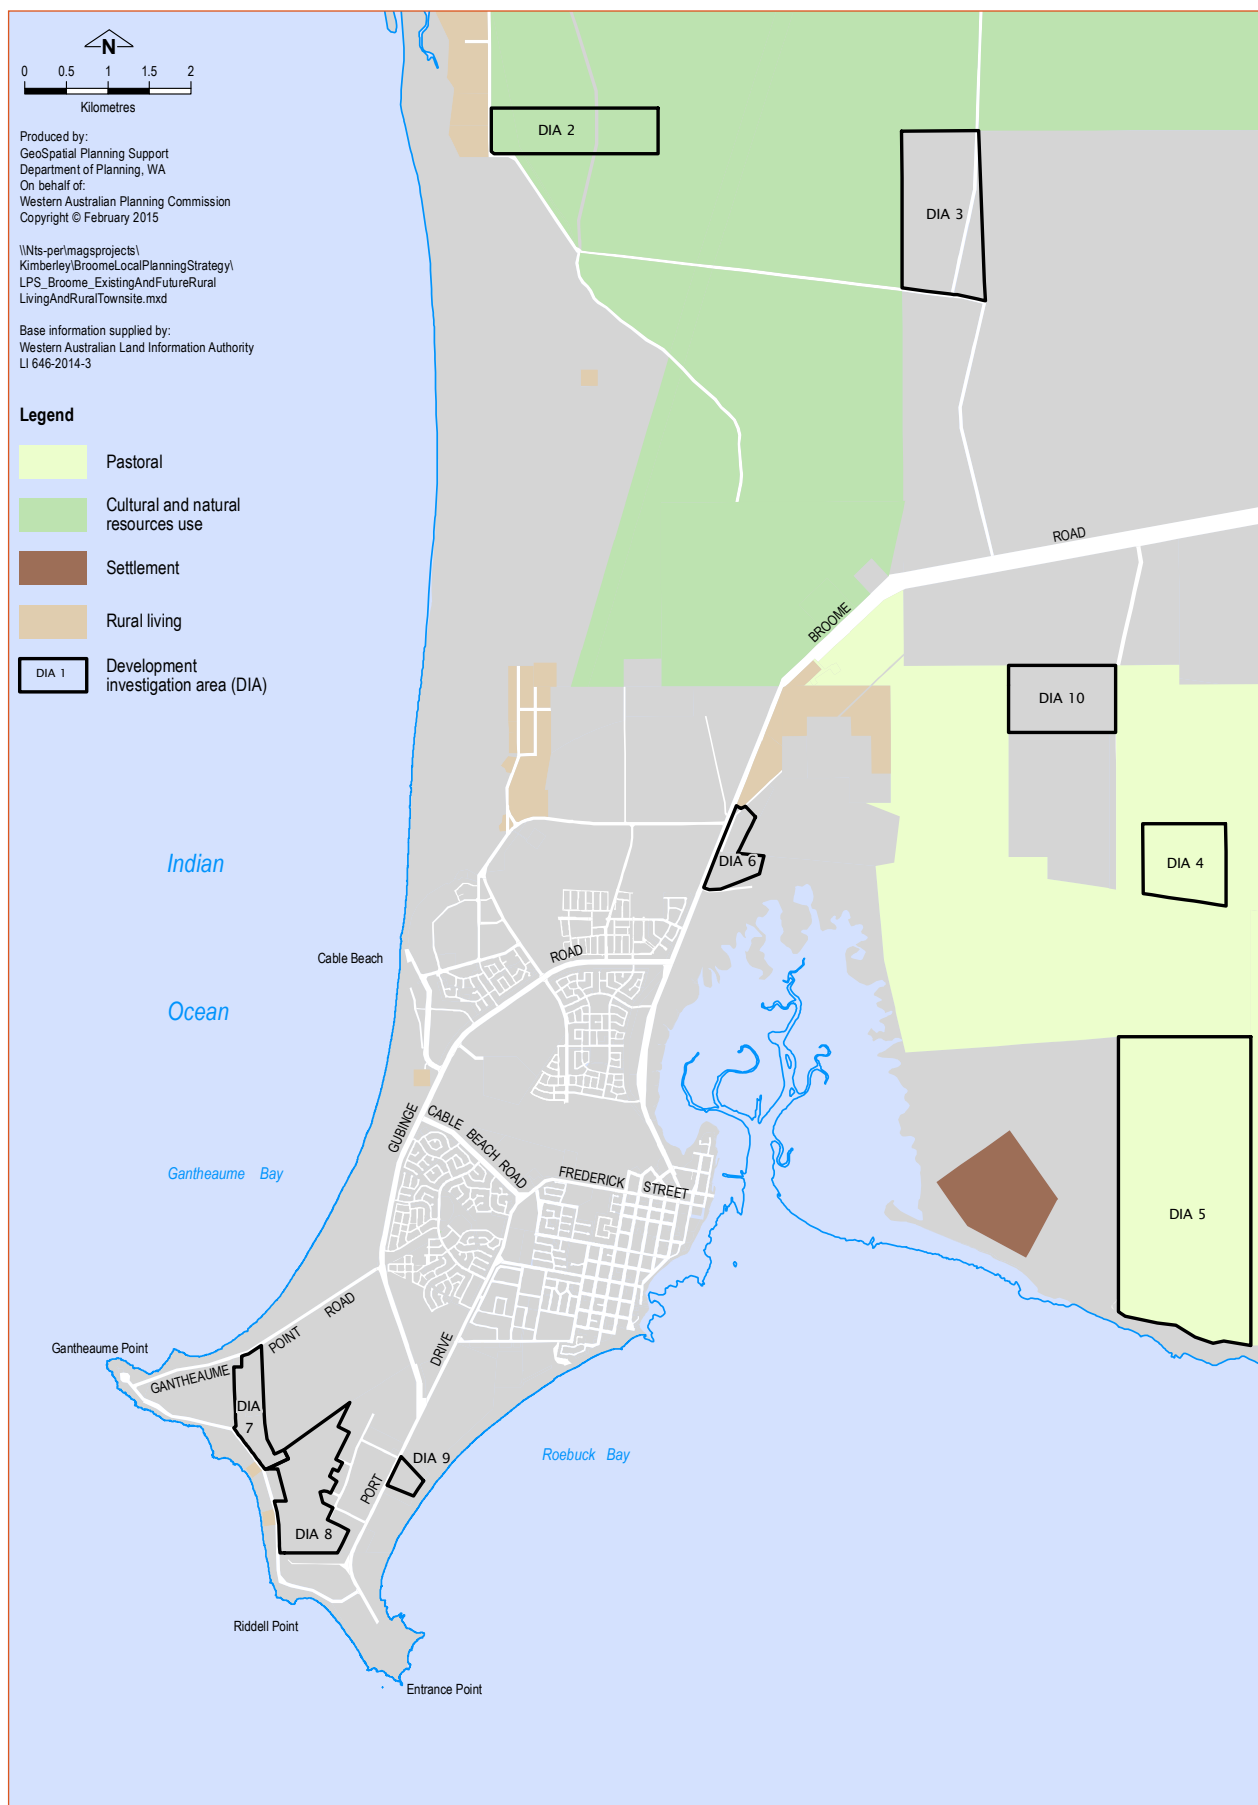 N
0 0.5 1 1.5 2
Kilometres
Produced by:
GeoSpatial Planning Support
Department of Planning, WA
On behalf of:
Western Australian Planning Commission
Copyright © February 2015
\\Nts-per\magsprojects\
Kimberley\BroomeLocalPlanningStrategy\
LPS_Broome_ExistingAndFutureRural
LivingAndRuralTownsite.mxd
Base information supplied by:
Western Australian Land Information Authority
LI 646-2014-3
Legend
Pastoral
Cultural and natural
resources use
Settlement
Rural living
DIA 1
Development
investigation area (DIA)
DIA 2
DIA 3
ROAD
BROOME
DIA 10
DIA 6
DIA 4
Indian
Cable Beach
ROAD
Ocean
GUBINGE
CABLE
BEACH ROAD
FREDERICK
STREET
Gantheaume Bay
DIA 5
ROAD
POINT
GANTHEAUME
Gantheaume Point
DRIVE
DIA
7
Roebuck Bay
DIA 9
PORT
DIA 8
Riddell Point
Entrance Point